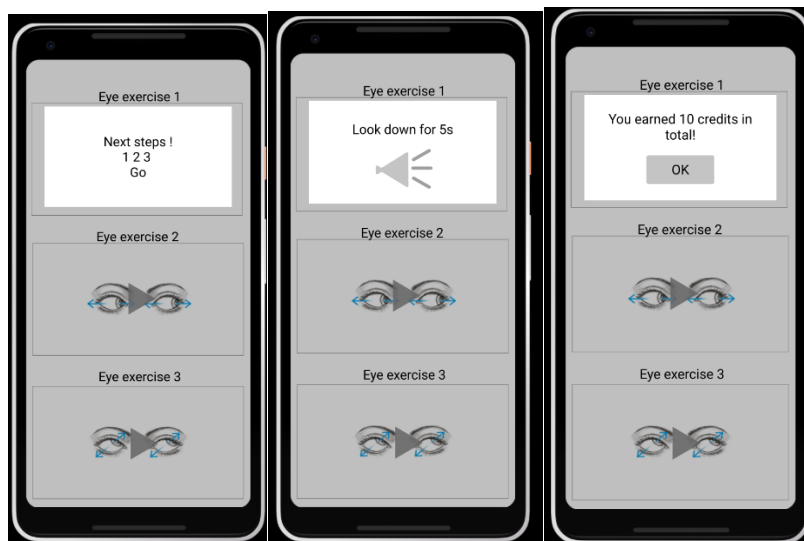 Eye exercise 1
Next steps !
1 2 3
Go
Eye exercise 2
Eye exercise 3
Eye exercise 1
Look down for 5s
Eye exercise 2
Eye exercise 3
Eye exercise 1
You earned 10 credits in
total!
OK
Eye exercise 2
Eye exercise 3